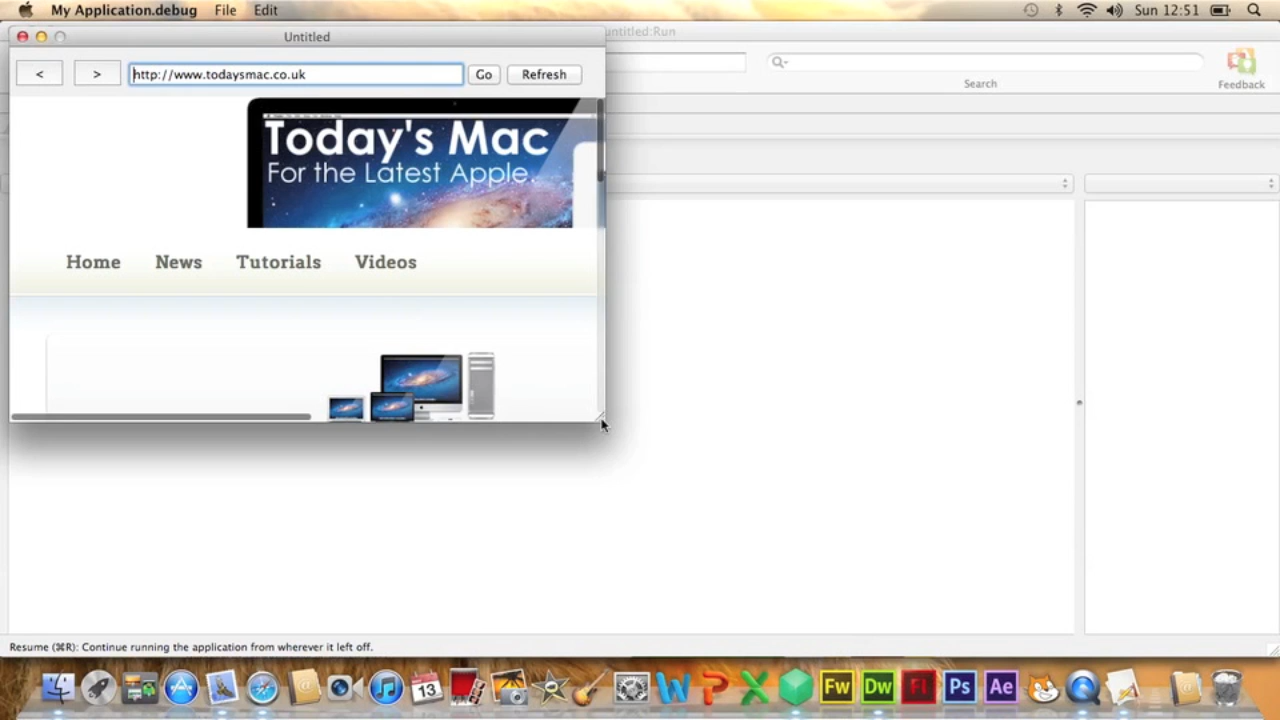 My Application.debug File Edit
Sun 12:51
Untitled
untitled:Run
< > http://www.todaysmac.co.uk Go Refresh
Search
Feedback
Today's Mac
For the Latest Apple.
Home News Tutorials Videos
Resume (⌘R): Continue running the application from wherever it left off.
13
Fw Dw Fl Ps Ae